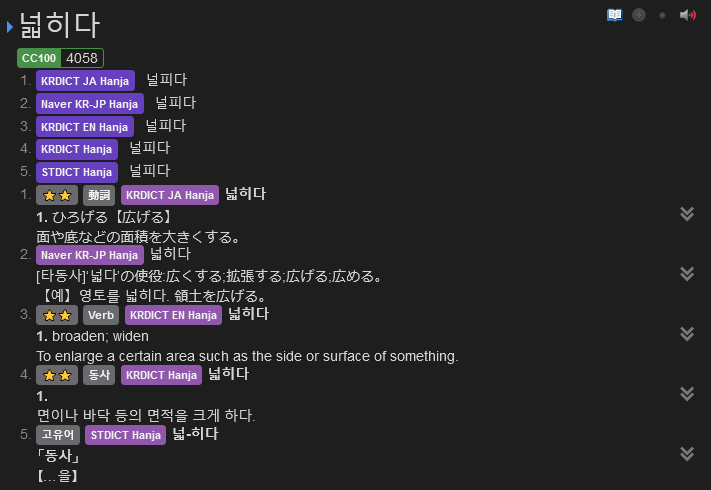 넓히다
CC100 4058
1. KRDICT JA Hanja 널피다
2. Naver KR-JP Hanja 널피다
3. KRDICT EN Hanja 널피다
4. KRDICT Hanja 널피다
5. STDICT Hanja 널피다
1. ⭐⭐ 動詞 KRDICT JA Hanja 넓히다
1. ひろげる【広げる】
面や底などの面積を大きくする。
2. Naver KR-JP Hanja 넓히다
[타동사]‘넓다’の使役:広くする;拡張する;広げる;広める。
【예】영토를 넓히다. 領土を広げる。
3. ⭐⭐ Verb KRDICT EN Hanja 넓히다
1. broaden; widen
To enlarge a certain area such as the side or surface of something.
4. ⭐⭐ 동사 KRDICT Hanja 넓히다
1.
면이나 바닥 등의 면적을 크게 하다.
5. 고유어 STDICT Hanja 넓-히다
「동사」
【…을】